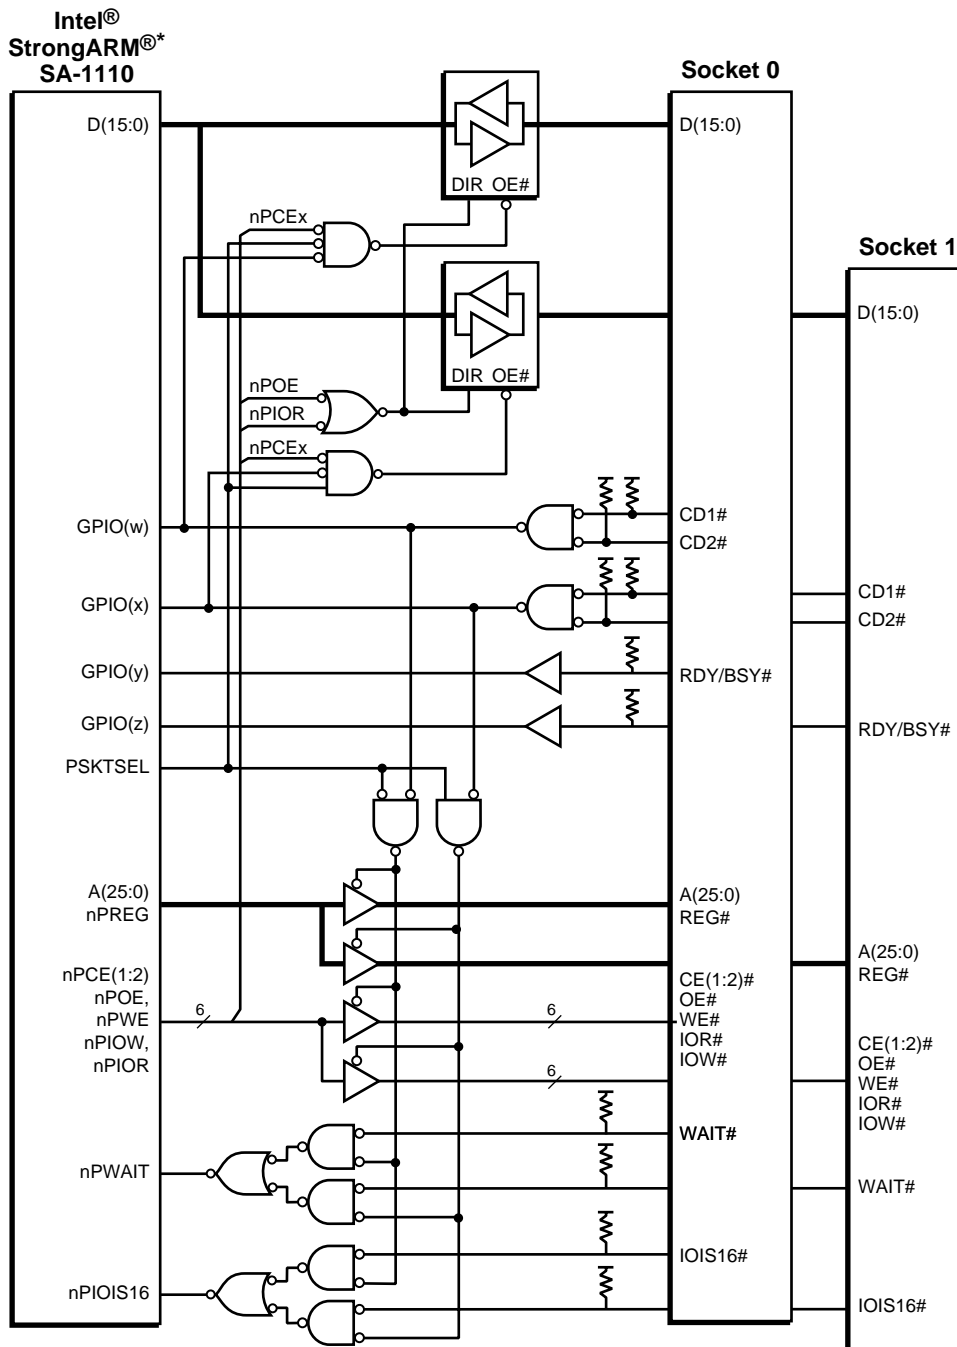 Intel®
StrongARM®*
SA-1110
Socket 0
Socket 1
D(15:0)
D(15:0)
DIR OE#
nPCEx
D(15:0)
DIR OE#
nPOE
nPIOR
nPCEx
GPIO(w)
CD1#
CD2#
GPIO(x)
CD1#
CD2#
GPIO(y)
RDY/BSY#
GPIO(z)
RDY/BSY#
PSKTSEL
A(25:0)
nPREG
A(25:0)
REG#
A(25:0)
REG#
nPCE(1:2)
nPOE,
nPWE
nPIOW,
nPIOR
6
6
6
CE(1:2)#
OE#
WE#
IOR#
IOW#
CE(1:2)#
OE#
WE#
IOR#
IOW#
WAIT#
nPWAIT
WAIT#
IOIS16#
nPIOIS16
IOIS16#